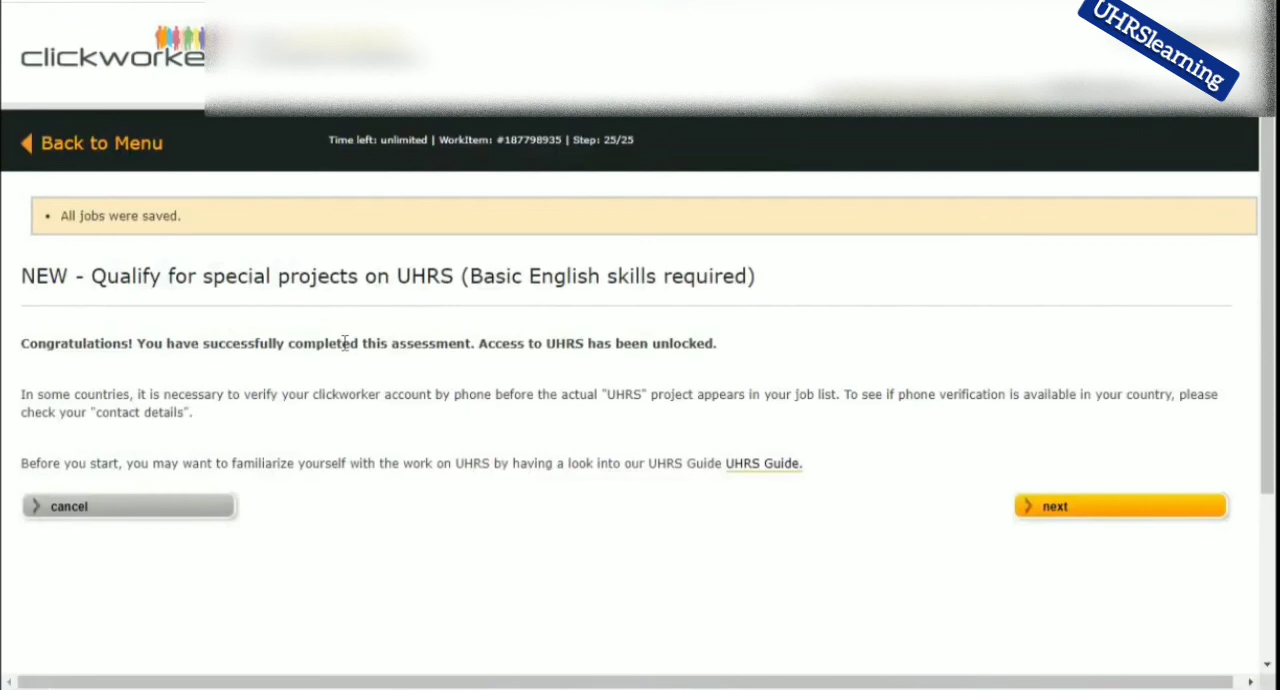 clickworke
UHRSlearning
Back to Menu
Time left: unlimited | WorkItem: #187798935 | Step: 25/25
• All jobs were saved.
NEW - Qualify for special projects on UHRS (Basic English skills required)
Congratulations! You have successfully completed this assessment. Access to UHRS has been unlocked.
In some countries, it is necessary to verify your clickworker account by phone before the actual "UHRS" project appears in your job list. To see if phone verification is available in your country, please
check your "contact details".
Before you start, you may want to familiarize yourself with the work on UHRS by having a look into our UHRS Guide UHRS Guide.
cancel
next